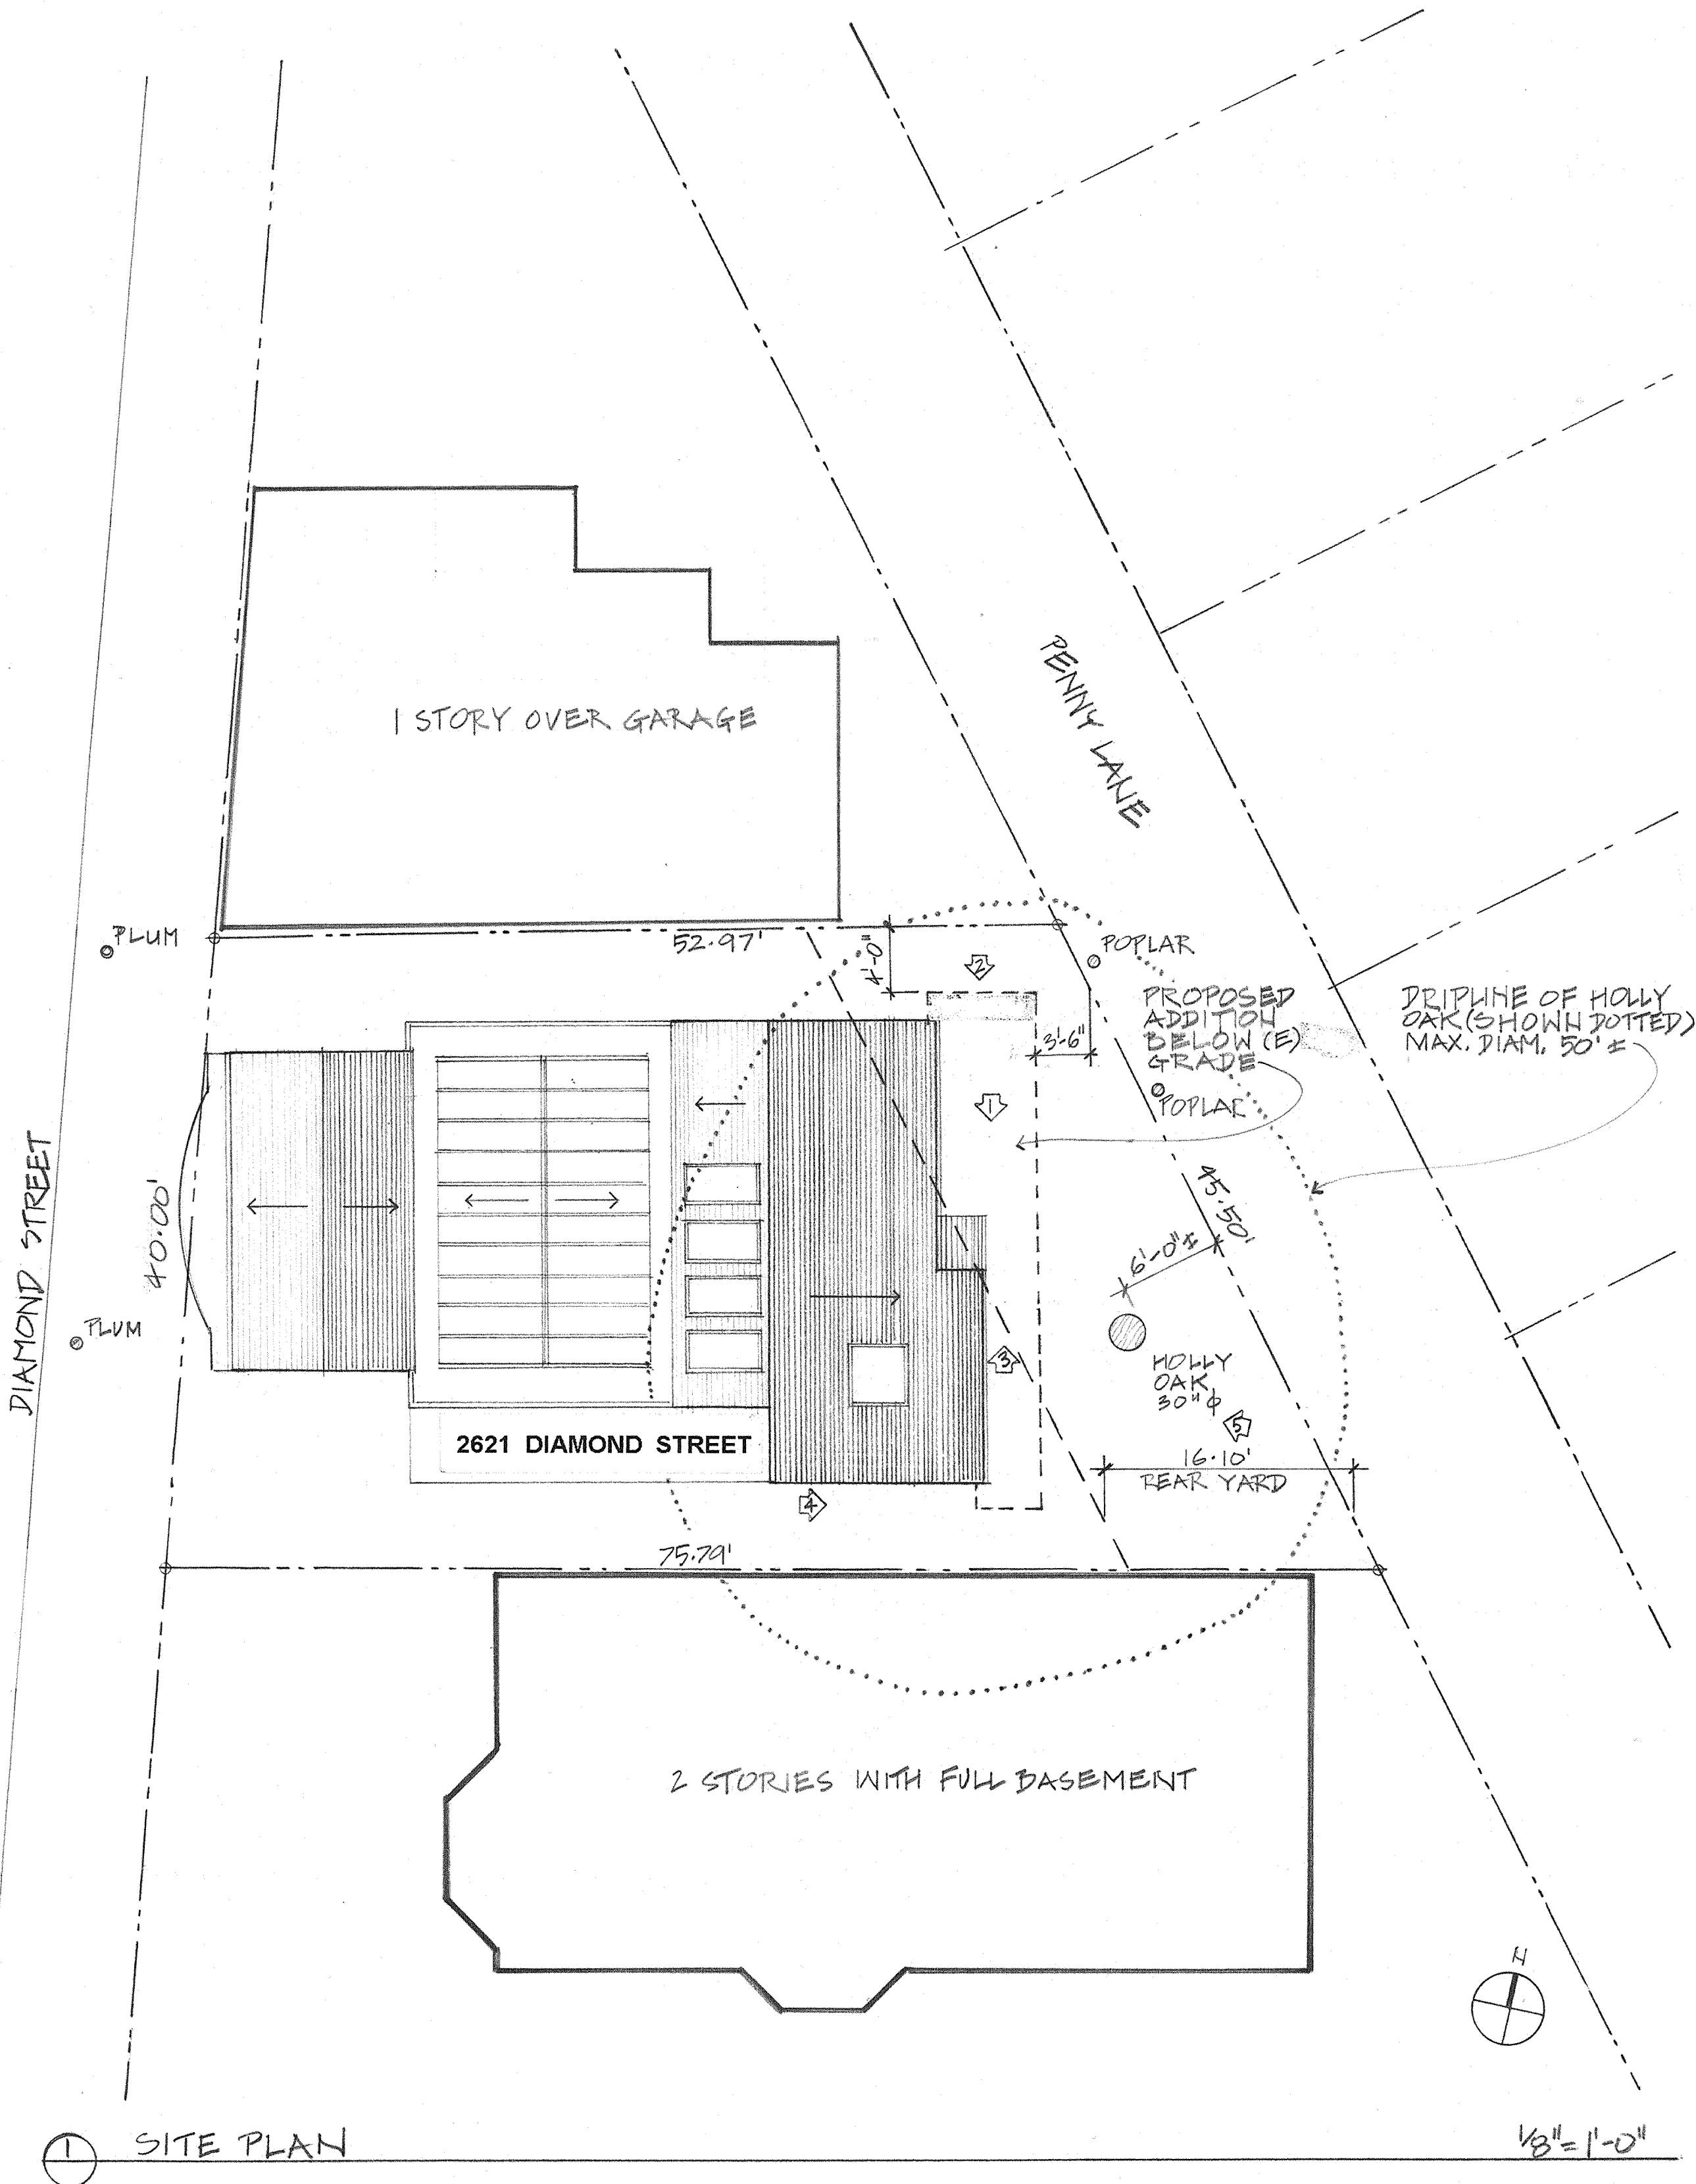 PENNY LANE
1 STORY OVER GARAGE
PLUM
52.97'
4'-0"
2
POPLAR
PROPOSED
ADDITION
BELOW (E)
GRADE
DRIPLINE OF HOLLY
OAK (SHOWN DOTTED)
MAX. DIAM. 50' ±
3'-6"
1
POPLAR
DIAMOND STREET
40.00'
45.50'
6'-0"±
PLUM
3
HOLLY
OAK
30"φ
5
2621 DIAMOND STREET
16.10'
REAR YARD
4
75.79'
2 STORIES WITH FULL BASEMENT
N
1 SITE PLAN
1/8"=1'-0"